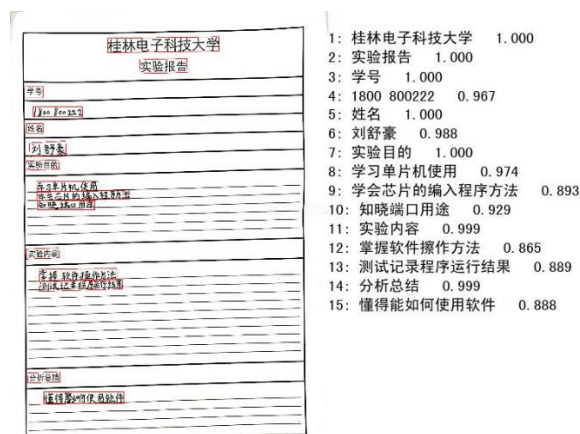 桂林电子科技大学
实验报告
学号
1800 800222
姓名
刘舒豪
实验目的
学习单片机使用
学会芯片的编入程序方法
知晓端口用途
实验内容
掌握 软件操作方法
测试记录程序运行结果
分析总结
懂得如何使用软件
1: 桂林电子科技大学 1.000
2: 实验报告 1.000
3: 学号 1.000
4: 1800 800222 0.967
5: 姓名 1.000
6: 刘舒豪 0.988
7: 实验目的 1.000
8: 学习单片机使用 0.974
9: 学会芯片的编入程序方法 0.893
10: 知晓端口用途 0.929
11: 实验内容 0.999
12: 掌握软件擦作方法 0.865
13: 测试记录程序运行结果 0.889
14: 分析总结 0.999
15: 懂得能如何使用软件 0.888